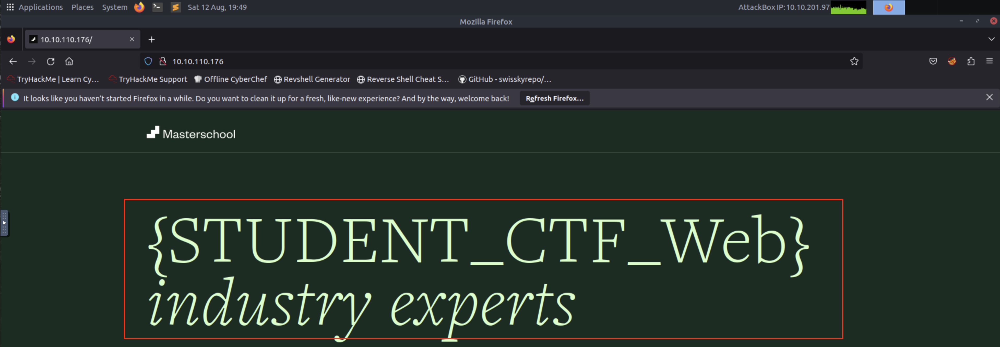 Applications Places System Sat 12 Aug, 19:49 AttackBox IP:10.10.201.97
Mozilla Firefox
10.10.110.176/
10.10.110.176
TryHackMe | Learn Cy… TryHackMe Support Offline CyberChef Revshell Generator Reverse Shell Cheat S… GitHub - swisskyrepo/…
It looks like you haven’t started Firefox in a while. Do you want to clean it up for a fresh, like-new experience? And by the way, welcome back! Refresh Firefox…
Masterschool
{STUDENT_CTF_Web}
industry experts